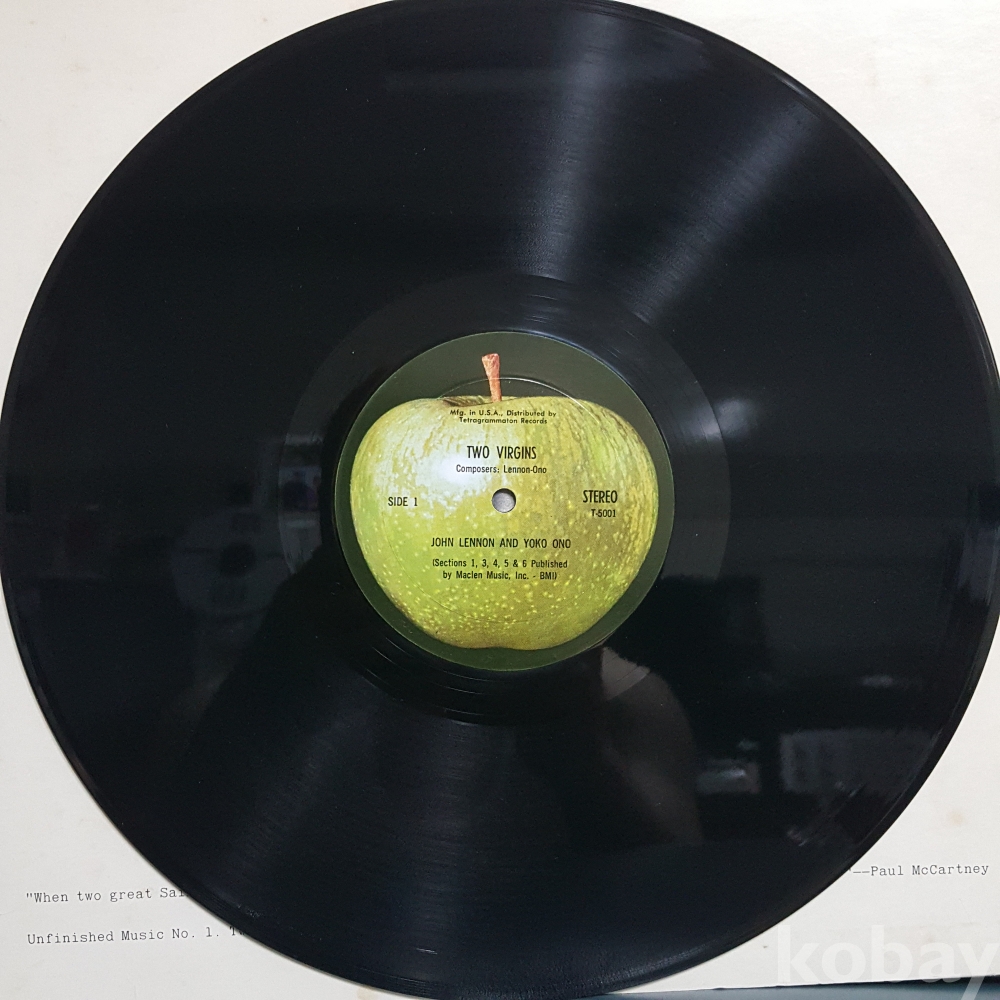 Mfg. in U.S.A., Distributed by
Tetragrammaton Records
TWO VIRGINS
Composers: Lennon-Ono
SIDE 1
STEREO
T-5001
JOHN LENNON AND YOKO ONO
(Sections 1, 3, 4, 5 & 6 Published
by Maclen Music, Inc. - BMI)
"When two great
"--Paul McCartney
Unfinished Music No. 1.
kobay